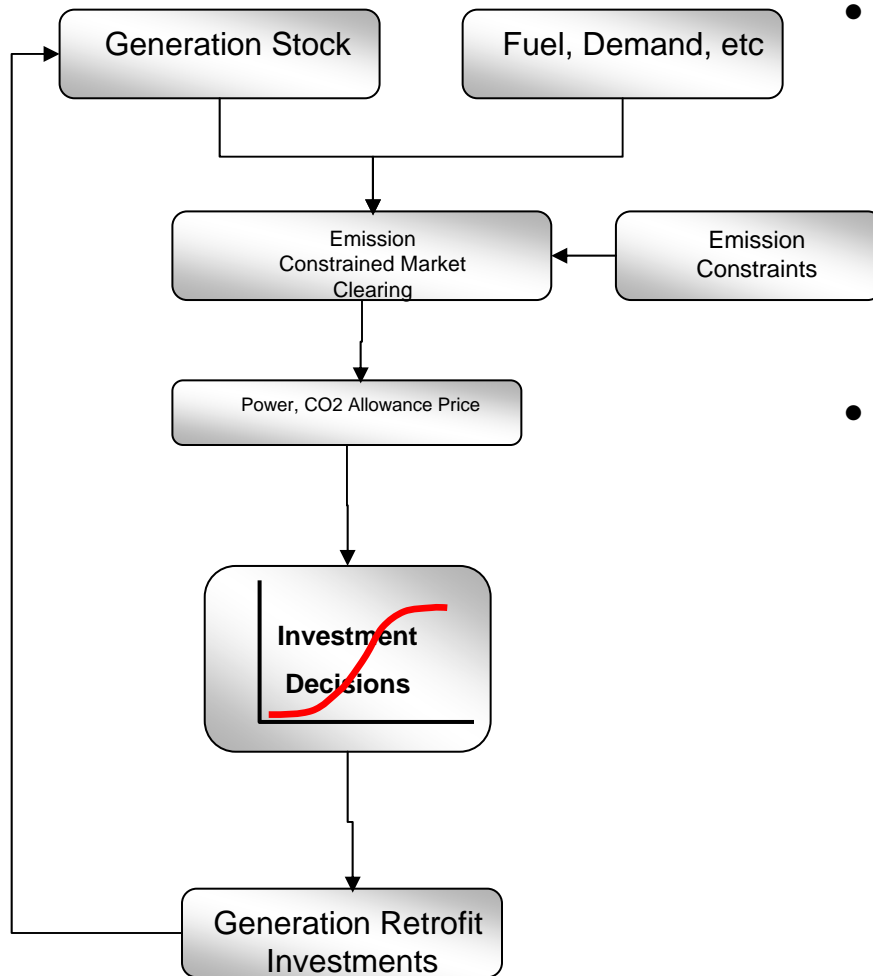 Generation Stock
Fuel, Demand, etc
Emission
Constrained Market
Clearing
Emission
Constraints
Power, CO2 Allowance Price
Investment
Decisions
Generation Retrofit
Investments